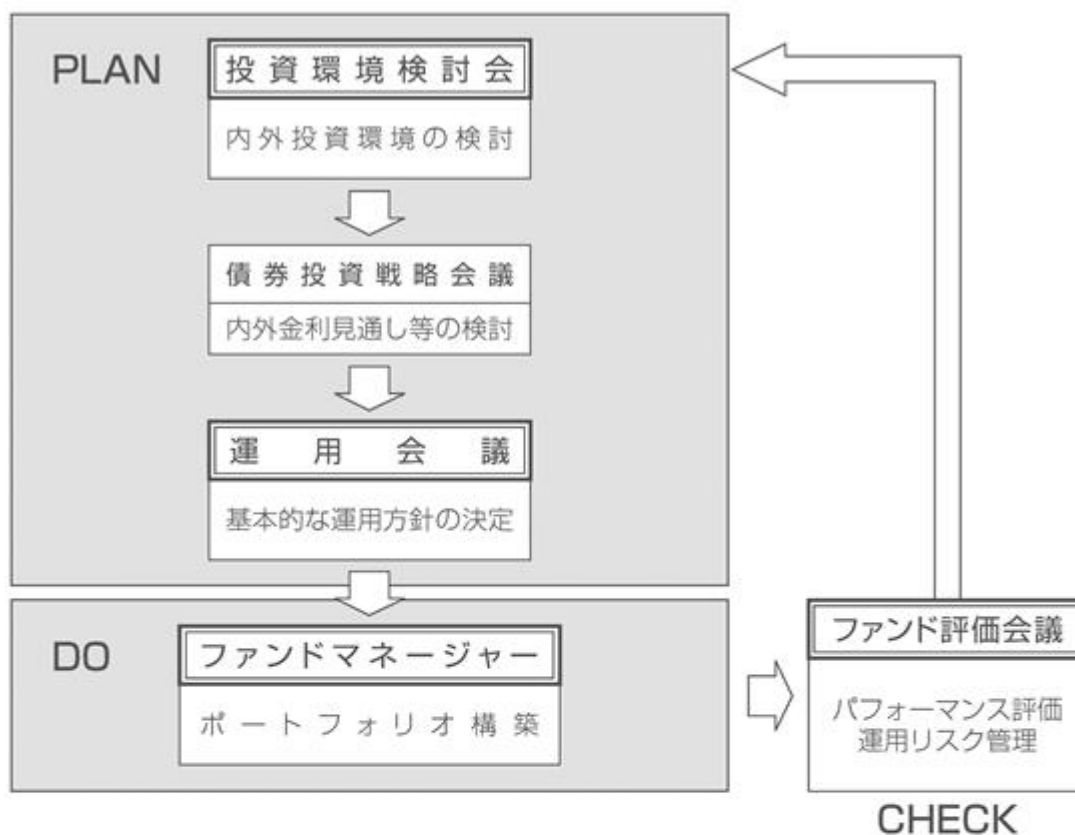 PLAN
投資環境検討会
内外投資環境の検討
債券投資戦略会議
内外金利見通し等の検討
運用会議
基本的な運用方針の決定
DO
ファンドマネージャー
ポートフォリオ構築
ファンド評価会議
パフォーマンス評価
運用リスク管理
CHECK